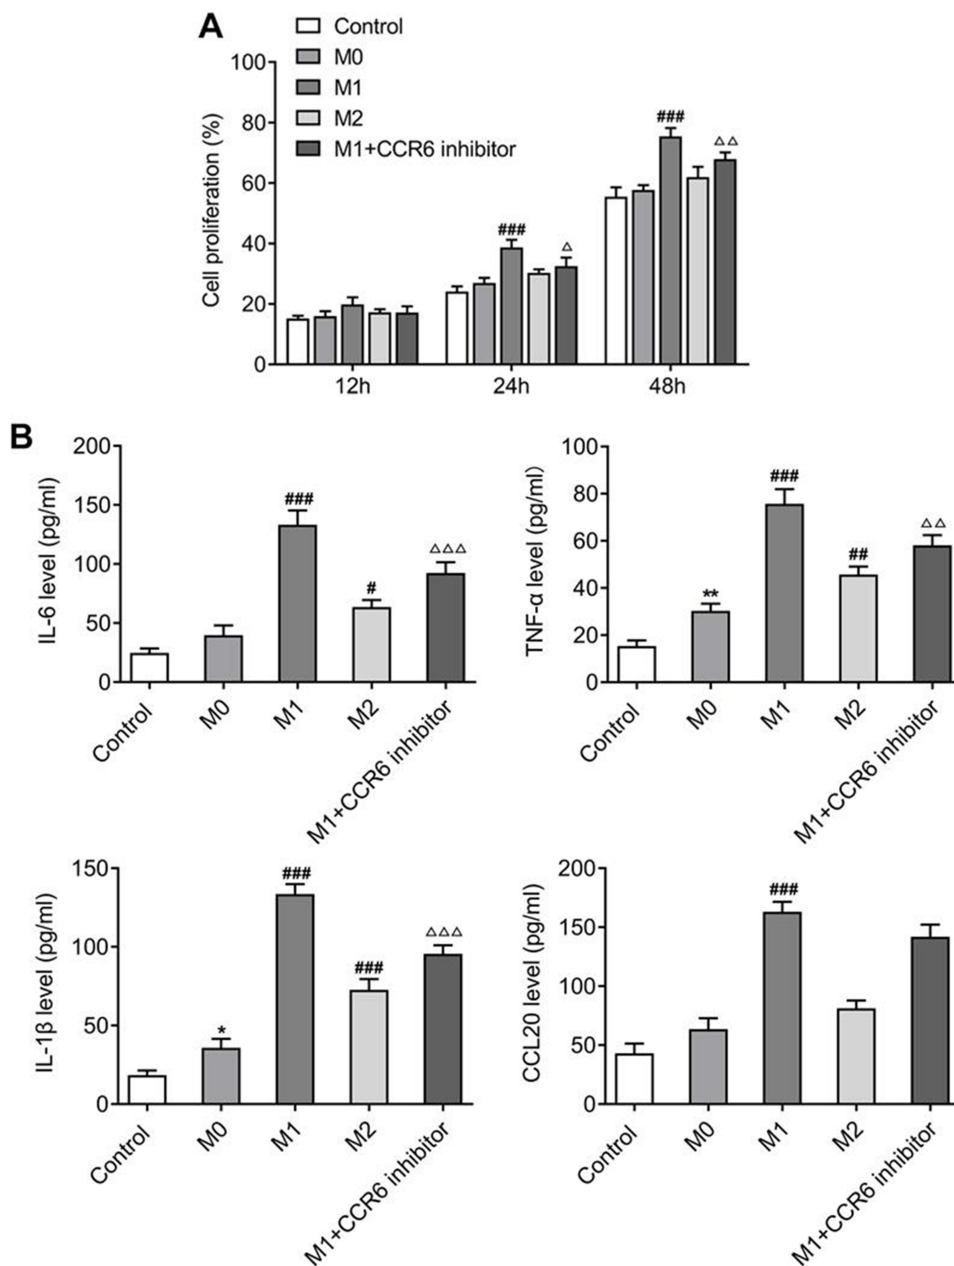 A
Control
M0
M1
M2
M1+CCR6 inhibitor
Cell proliferation (%)
100
80
60
40
20
0
###
△
###
△△
12h
24h
48h
B
IL-6 level (pg/ml)
200
150
100
50
0
###
#
△△△
Control
M0
M1
M2
M1+CCR6 inhibitor
TNF-α level (pg/ml)
100
80
60
40
20
0
**
###
##
△△
Control
M0
M1
M2
M1+CCR6 inhibitor
IL-1β level (pg/ml)
150
100
50
0
*
###
###
△△△
Control
M0
M1
M2
M1+CCR6 inhibitor
CCL20 level (pg/ml)
200
150
100
50
0
###
Control
M0
M1
M2
M1+CCR6 inhibitor